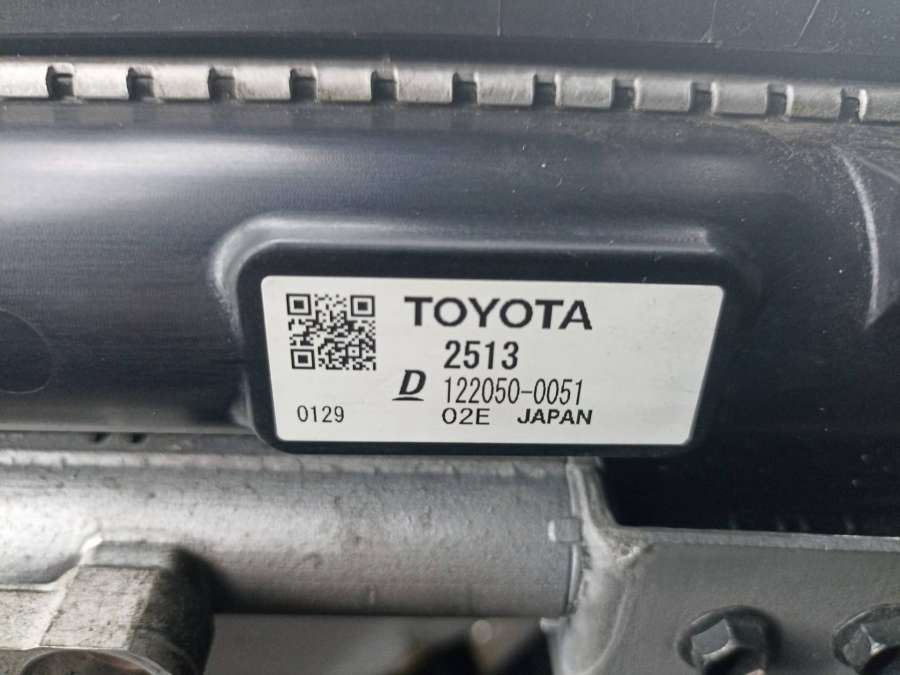 TOYOTA
2513
D 122050-0051
0129 02E JAPAN